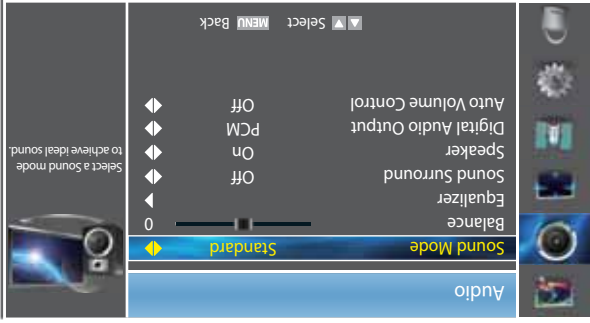 Audio
Sound Mode Standard
Balance 0
Equalizer
Sound Surround Off
Speaker On
Digital Audio Output PCM
Auto Volume Control Off
Select MENU Back
Select a Sound mode
to achieve ideal sound.